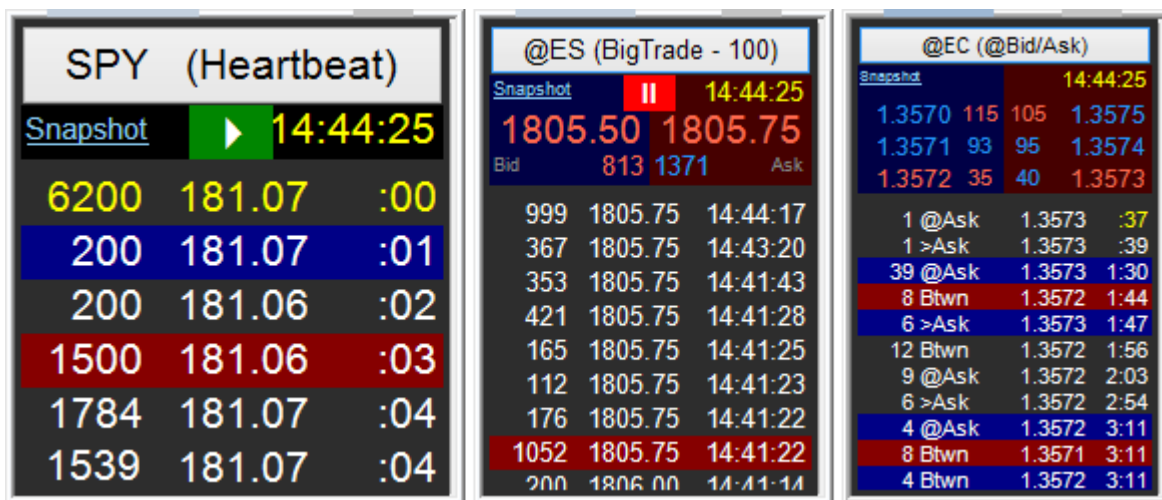 SPY (Heartbeat)
Snapshot 14:44:25
6200 181.07 :00
200 181.07 :01
200 181.06 :02
1500 181.06 :03
1784 181.07 :04
1539 181.07 :04
@ES (BigTrade - 100)
Snapshot 14:44:25
1805.50 1805.75
Bid 813 1371 Ask
999 1805.75 14:44:17
367 1805.75 14:43:20
353 1805.75 14:41:43
421 1805.75 14:41:28
165 1805.75 14:41:25
112 1805.75 14:41:23
176 1805.75 14:41:22
1052 1805.75 14:41:22
200 1806.00 14:41:14
@EC (@Bid/Ask)
Snapshot 14:44:25
1.3570 115 105 1.3575
1.3571 93 95 1.3574
1.3572 35 40 1.3573
1 @Ask 1.3573 :37
1 >Ask 1.3573 :39
39 @Ask 1.3573 1:30
8 Btwn 1.3572 1:44
6 >Ask 1.3573 1:47
12 Btwn 1.3572 1:56
9 @Ask 1.3572 2:03
6 >Ask 1.3572 2:54
4 @Ask 1.3572 3:11
8 Btwn 1.3571 3:11
4 Btwn 1.3572 3:11